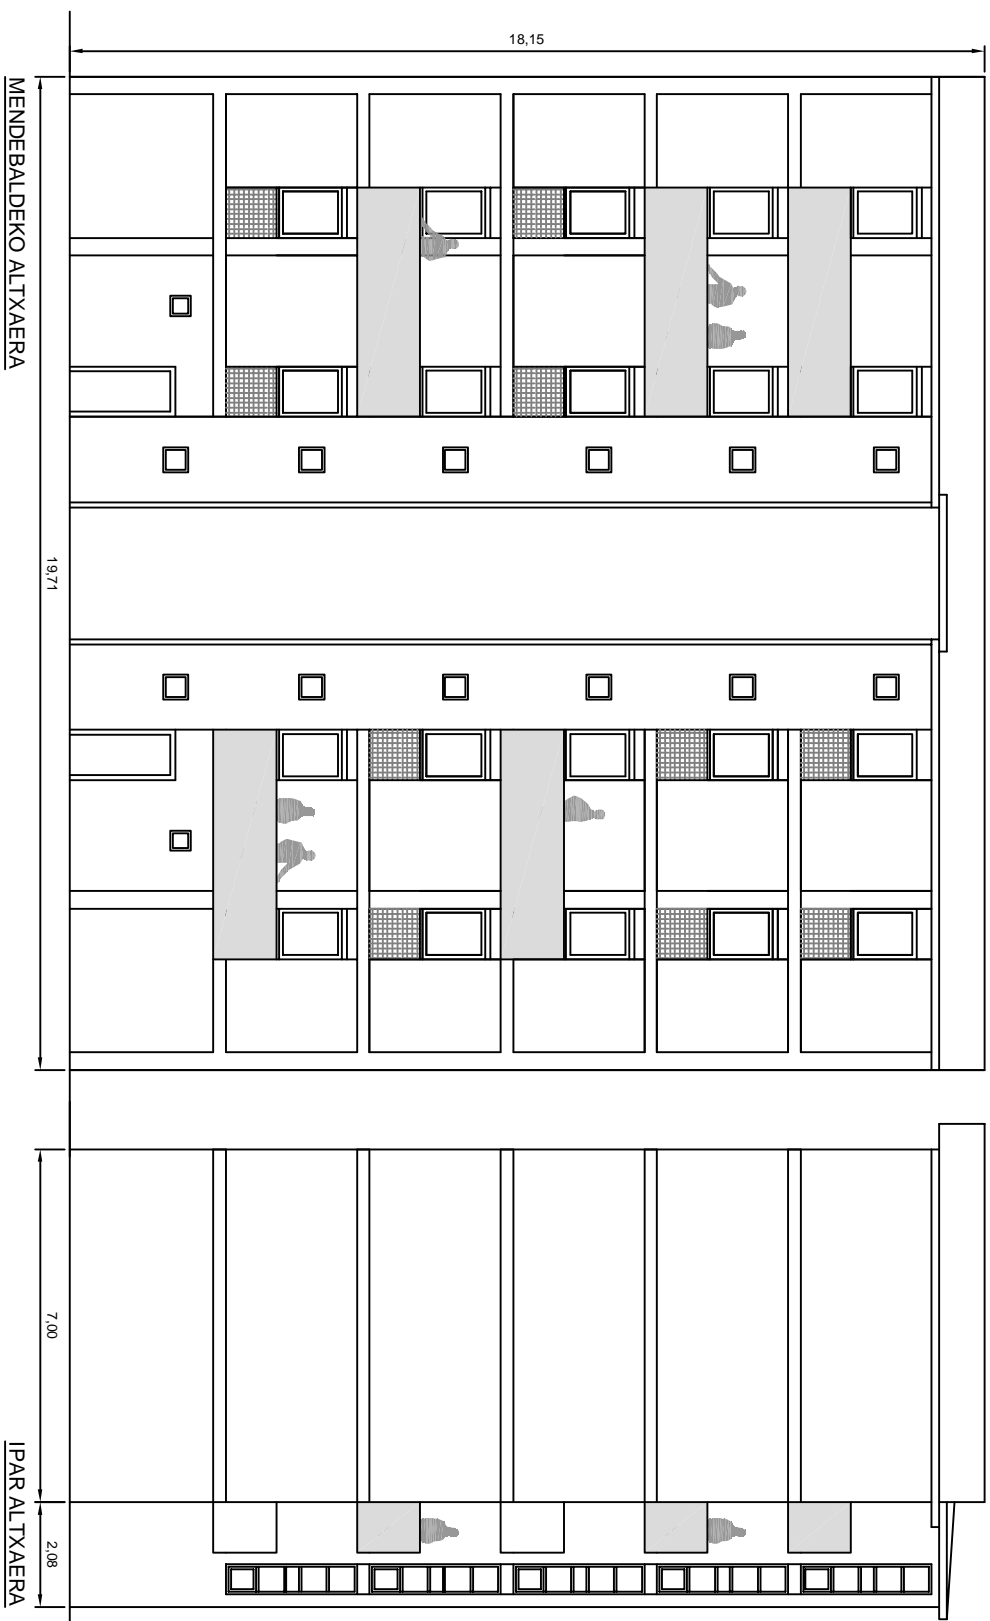 18,15
19,71
MENDEBALDEKO ALTXAERA
7,00
2,08
IPAR ALTXAERA